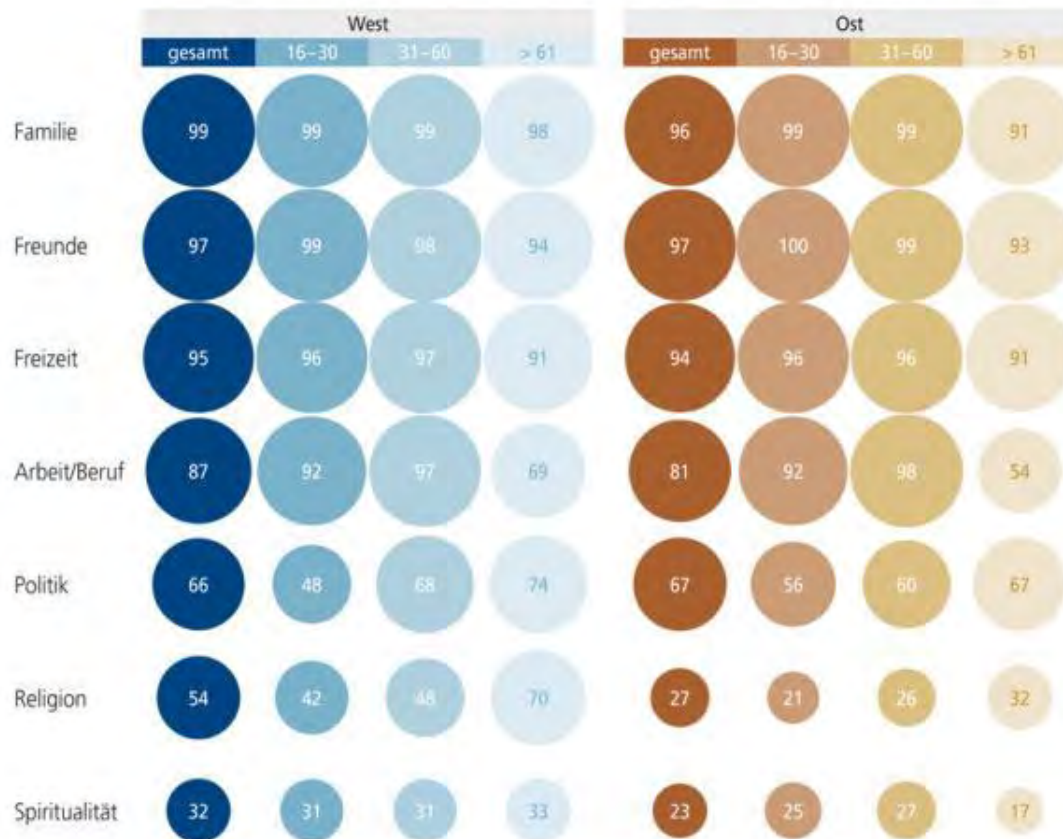 West Ost
gesamt 16–30 31–60 > 61 gesamt 16–30 31–60 > 61
Familie 99 99 99 98 96 99 99 91
Freunde 97 99 98 94 97 100 99 93
Freizeit 95 96 97 91 94 96 96 91
Arbeit/Beruf 87 92 97 69 81 92 98 54
Politik 66 48 68 74 67 56 60 67
Religion 54 42 48 70 27 21 26 32
Spiritualität 32 31 31 33 23 25 27 17